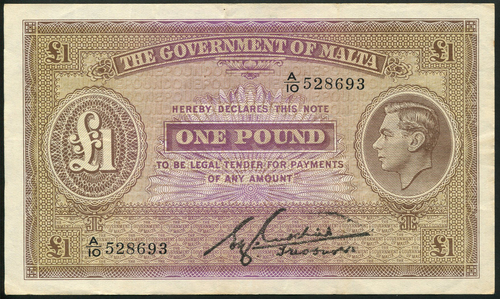 £1 £1
THE GOVERNMENT OF MALTA
A/10 528693
HEREBY DECLARES THIS NOTE
£1 ONE POUND
TO BE LEGAL TENDER FOR PAYMENTS
OF ANY AMOUNT
A/10 528693
Treasurer
£1 £1